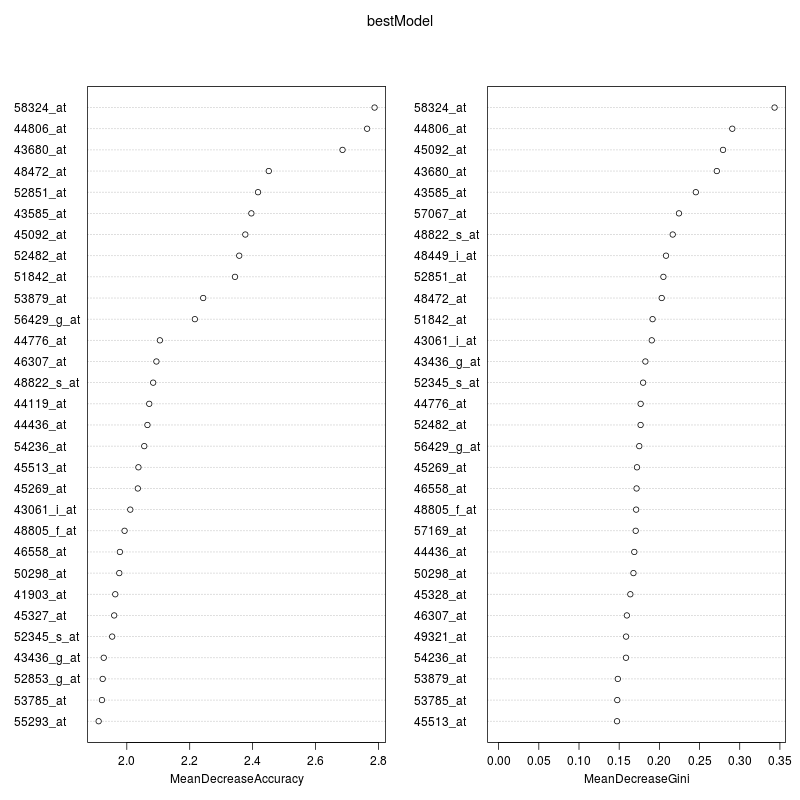 bestModel
58324_at
44806_at
43680_at
48472_at
52851_at
43585_at
45092_at
52482_at
51842_at
53879_at
56429_g_at
44776_at
46307_at
48822_s_at
44119_at
44436_at
54236_at
45513_at
45269_at
43061_i_at
48805_f_at
46558_at
50298_at
41903_at
45327_at
52345_s_at
43436_g_at
52853_g_at
53785_at
55293_at
2.0 2.2 2.4 2.6 2.8
MeanDecreaseAccuracy
58324_at
44806_at
45092_at
43680_at
43585_at
57067_at
48822_s_at
48449_i_at
52851_at
48472_at
51842_at
43061_i_at
43436_g_at
52345_s_at
44776_at
52482_at
56429_g_at
45269_at
46558_at
48805_f_at
57169_at
44436_at
50298_at
45328_at
46307_at
49321_at
54236_at
53879_at
53785_at
45513_at
0.00 0.05 0.10 0.15 0.20 0.25 0.30 0.35
MeanDecreaseGini